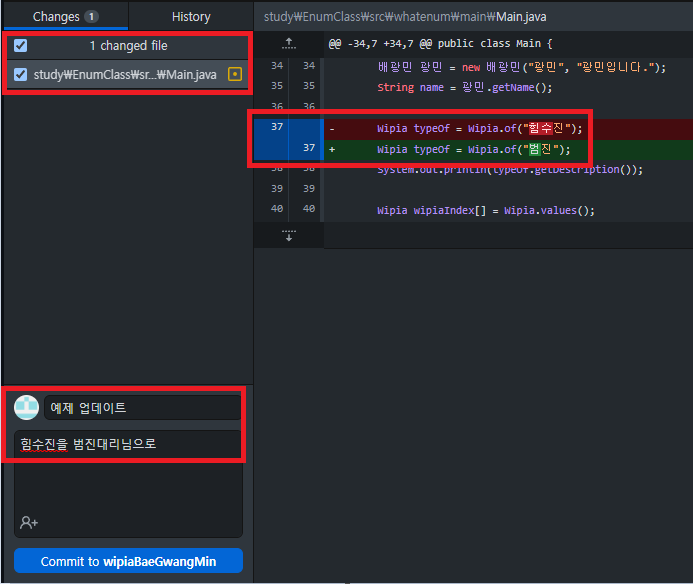 Changes 1
History
1 changed file
study\EnumClass\sr...\Main.java
예제 업데이트
힘수진을 범진대리님으로
Commit to wipiaBaeGwangMin
study\EnumClass\src\whatenum\main\Main.java
@@ -34,7 +34,7 @@ public class Main {
34 34 배광민 광민 = new 배광민("광민", "광민입니다.");
35 35 String name = 광민.getName();
36 36
37 - Wipia typeOf = Wipia.of("힘수진");
37 + Wipia typeOf = Wipia.of("범진");
38 38 System.out.println(typeOf.getDescription());
39 39
40 40 Wipia wipiaIndex[] = Wipia.values();